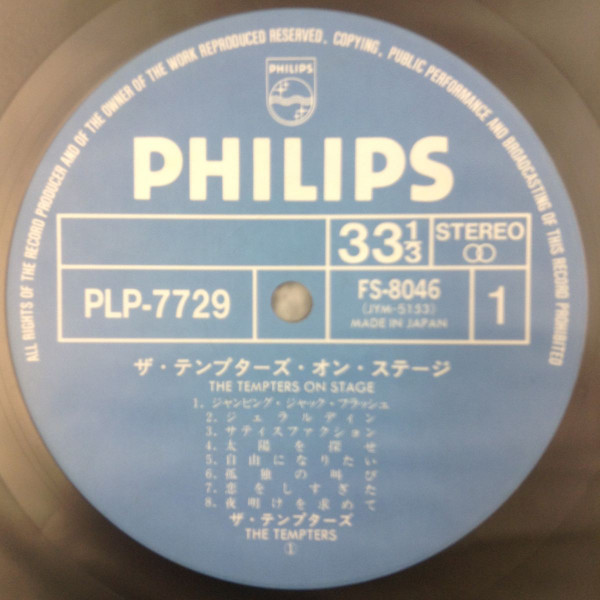 ALL RIGHTS OF THE RECORD PRODUCER AND OF THE OWNER OF THE WORK REPRODUCED RESERVED. COPYING, PUBLIC PERFORMANCE AND BROADCASTING OF THIS RECORD PROHIBITED
PHILIPS
PHILIPS
33 1/3
STEREO
PLP-7729
FS-8046
(JYM-5153)
MADE IN JAPAN
1
ザ・テンプターズ・オン・ステージ
THE TEMPTERS ON STAGE
1. ジャンピング・ジャック・フラッシュ
2. ジェラルディン
3. サティスファクション
4. 太陽を探せ
5. 自由になりたい
6. 孤独の叫び
7. 恋をしすぎた
8. 夜明けを求めて
ザ・テンプターズ
THE TEMPTERS
①